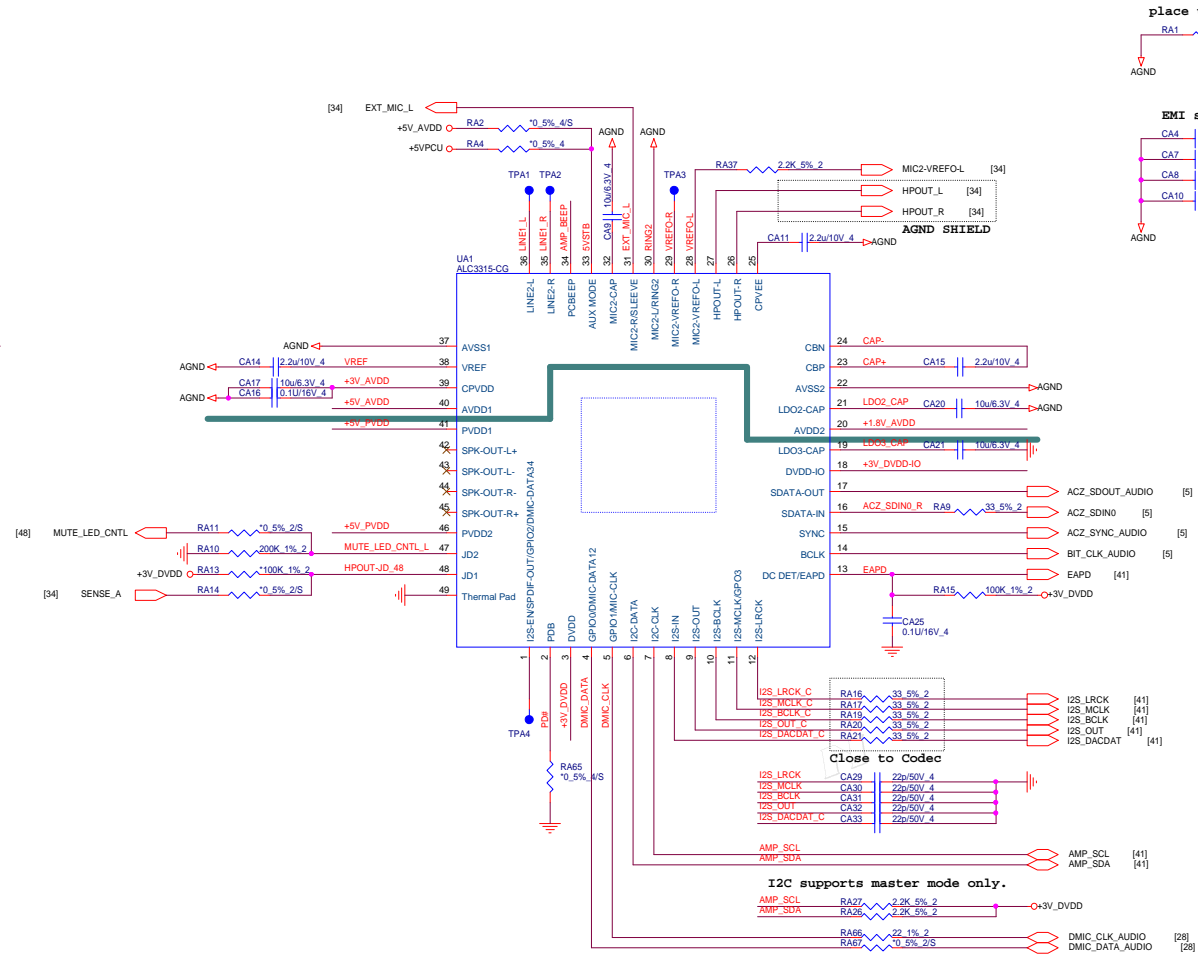 place
RA1
AGND
EMI s
CA4
CA7
CA8
CA10
AGND
[34] EXT_MIC_L
+5V_AVDD RA2 *0_5%_4/S
+5VPCU RA4 *0_5%_4
AGND AGND
TPA1 TPA2 TPA3
CA9 10u/6.3V_4
RA37 2.2K_5%_2 MIC2-VREFO-L [34]
HPOUT_L [34]
HPOUT_R [34]
AGND SHIELD
CA11 2.2u/10V_4 AGND
LINE1_L
LINE1_R
AMP_BEEP
5VSTB
EXT_MIC_L
RING2
VREFO-R
VREFO-L
UA1
ALC3315-CG
36 LINE2-L
35 LINE2-R
34 PCBEEP
33 AUX MODE
32 MIC2-CAP
31 MIC2-R/SLEEVE
30 MIC2-L/RING2
29 MIC2-VREFO-R
28 MIC2-VREFO-L
27 HPOUT-L
26 HPOUT-R
25 CPVEE
AGND 37 AVSS1
AGND CA14 2.2u/10V_4 VREF 38 VREF
CA17 10u/6.3V_4 +3V_AVDD 39 CPVDD
AGND CA16 0.1U/16V_4
+5V_AVDD 40 AVDD1
+5V_PVDD 41 PVDD1
42 SPK-OUT-L+
43 SPK-OUT-L-
44 SPK-OUT-R-
45 SPK-OUT-R+
+5V_PVDD 46 PVDD2
[48] MUTE_LED_CNTL RA11 *0_5%_2/S
RA10 200K_1%_2 MUTE_LED_CNTL_L 47 JD2
+3V_DVDD RA13 *100K_1%_2 HPOUT-JD_48 48 JD1
[34] SENSE_A RA14 *0_5%_2/S
49 Thermal Pad
CBN 24 CAP-
CBP 23 CAP+ CA15 2.2u/10V_4
AVSS2 22 AGND
LDO2-CAP 21 LDO2_CAP CA20 10u/6.3V_4 AGND
AVDD2 20 +1.8V_AVDD
LDO3-CAP 19 LDO3_CAP CA21 10u/6.3V_4
DVDD-IO 18 +3V_DVDD-IO
SDATA-OUT 17 ACZ_SDOUT_AUDIO [5]
SDATA-IN 16 ACZ_SDIN0_R RA9 33_5%_2 ACZ_SDIN0 [5]
SYNC 15 ACZ_SYNC_AUDIO [5]
BCLK 14 BIT_CLK_AUDIO [5]
DC DET/EAPD 13 EAPD EAPD [41]
RA15 100K_1%_2 +3V_DVDD
CA25
0.1U/16V_4
I2S-EN/SPDIF-OUT/GPIO2/DMIC-DATA34 1
PDB 2
DVDD 3
GPIO0/DMIC-DATA12 4
GPIO1/MIC-CLK 5
I2C-DATA 6
I2C-CLK 7
I2S-IN 8
I2S-OUT 9
I2S-BCLK 10
I2S-MCLK/GPO3 11
I2S-LRCK 12
TPA4
PD#
+3V_DVDD
DMIC_DATA
DMIC_CLK
RA65
*0_5%_4/S
I2S_LRCK_C RA16 33_5%_2 I2S_LRCK [41]
I2S_MCLK_C RA17 33_5%_2 I2S_MCLK [41]
I2S_BCLK_C RA19 33_5%_2 I2S_BCLK [41]
I2S_OUT_C RA20 33_5%_2 I2S_OUT [41]
I2S_DACDAT_C RA21 33_5%_2 I2S_DACDAT [41]
Close to Codec
I2S_LRCK CA29 22p/50V_4
I2S_MCLK CA30 22p/50V_4
I2S_BCLK CA31 22p/50V_4
I2S_OUT CA32 22p/50V_4
I2S_DACDAT_C CA33 22p/50V_4
AMP_SCL AMP_SCL [41]
AMP_SDA AMP_SDA [41]
I2C supports master mode only.
AMP_SCL RA27 2.2K_5%_2 +3V_DVDD
AMP_SDA RA26 2.2K_5%_2
RA66 22_1%_2 DMIC_CLK_AUDIO [28]
RA67 *0_5%_2/S DMIC_DATA_AUDIO [28]